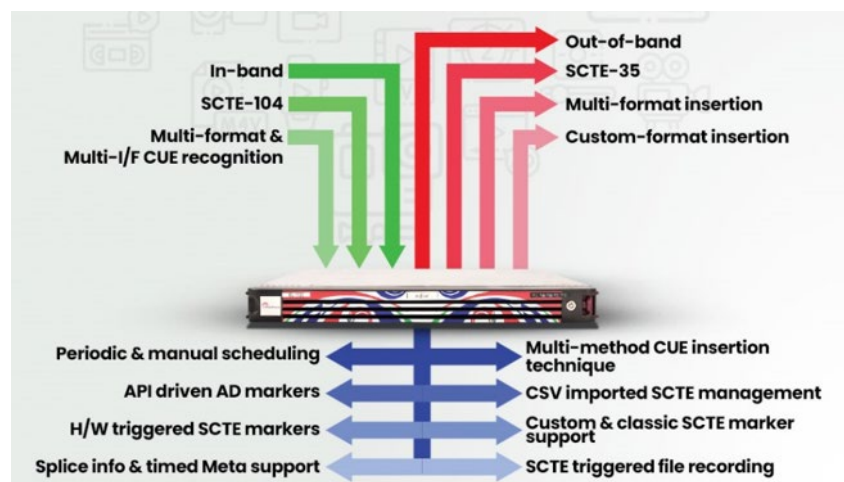 Out-of-band
In-band
SCTE-35
SCTE-104
Multi-format insertion
Multi-format &
Multi-I/F CUE recognition
Custom-format insertion
Periodic & manual scheduling
Multi-method CUE insertion
technique
API driven AD markers
CSV imported SCTE management
H/W triggered SCTE markers
Custom & classic SCTE marker
support
Splice info & timed Meta support
SCTE triggered file recording